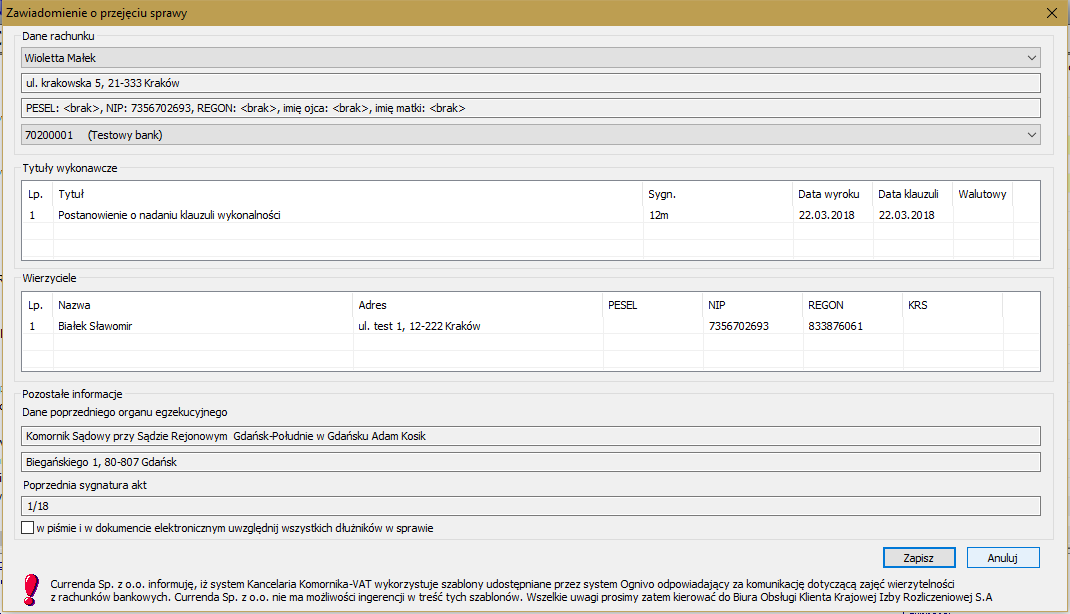 Zawiadomienie o przejęciu sprawy
Dane rachunku
Wioletta Małek
ul. krakowska 5, 21-333 Kraków
PESEL: <brak>, NIP: 7356702693, REGON: <brak>, imię ojca: <brak>, imię matki: <brak>
70200001 (Testowy bank)
Tytuły wykonawcze
Lp. Tytuł Sygn. Data wyroku Data klauzuli Walutowy
1 Postanowienie o nadaniu klauzuli wykonalności 12m 22.03.2018 22.03.2018
Wierzyciele
Lp. Nazwa Adres PESEL NIP REGON KRS
1 Białek Sławomir ul. test 1, 12-222 Kraków 7356702693 833876061
Pozostałe informacje
Dane poprzedniego organu egzekucyjnego
Komornik Sądowy przy Sądzie Rejonowym Gdańsk-Południe w Gdańsku Adam Kosik
Biegańskiego 1, 80-807 Gdańsk
Poprzednia sygnatura akt
1/18
w piśmie i w dokumencie elektronicznym uwzględnij wszystkich dłużników w sprawie
Zapisz Anuluj
Currenda Sp. z o.o. informuję, iż system Kancelaria Komornika-VAT wykorzystuje szablony udostępniane przez system Ognivo odpowiadający za komunikację dotyczącą zajęć wierzytelności
z rachunków bankowych. Currenda Sp. z o.o. nie ma możliwości ingerencji w treść tych szablonów. Wszelkie uwagi prosimy zatem kierować do Biura Obsługi Klienta Krajowej Izby Rozliczeniowej S.A